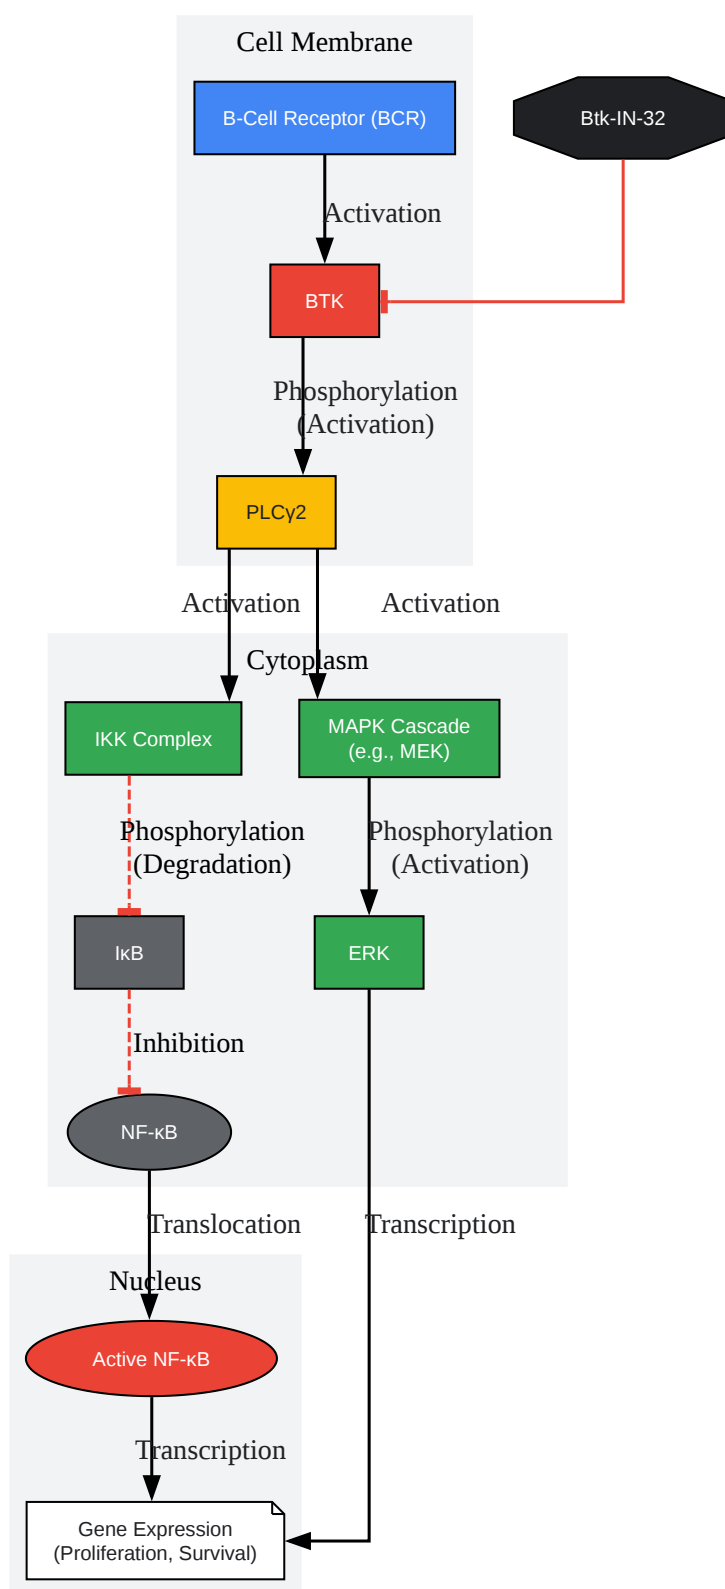 Cell Membrane
B-Cell Receptor (BCR)
Btk-IN-32
Activation
BTK
Phosphorylation
(Activation)
PLCγ2
Activation
Activation
Cytoplasm
IKK Complex
MAPK Cascade
(e.g., MEK)
Phosphorylation
(Degradation)
Phosphorylation
(Activation)
IκB
ERK
Inhibition
NF-κB
Translocation
Transcription
Nucleus
Active NF-κB
Transcription
Gene Expression
(Proliferation, Survival)